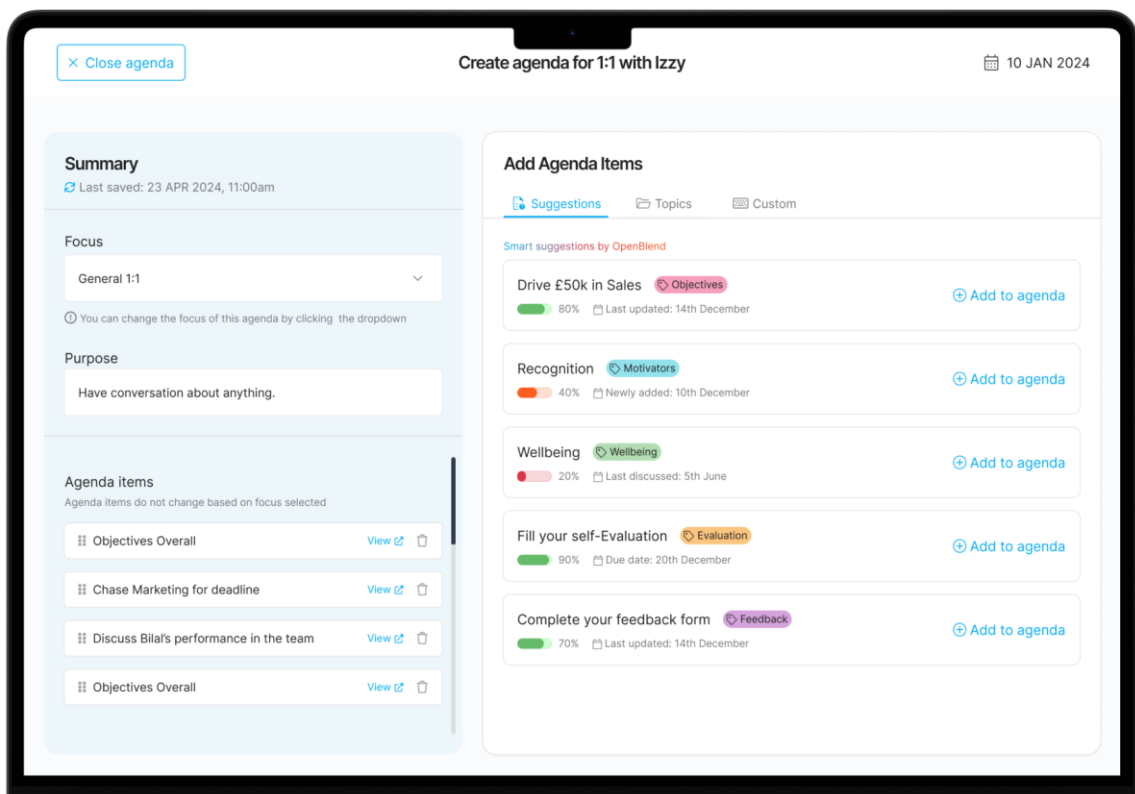 Close agenda
Create agenda for 1:1 with Izzy
10 JAN 2024
Summary
Last saved: 23 APR 2024, 11:00am
Focus
General 1:1
You can change the focus of this agenda by clicking the dropdown
Purpose
Have conversation about anything.
Agenda items
Agenda items do not change based on focus selected
Objectives Overall View
Chase Marketing for deadline View
Discuss Bilal's performance in the team View
Objectives Overall View
Add Agenda Items
Suggestions Topics Custom
Smart suggestions by OpenBlend
Drive £50k in Sales Objectives
80% Last updated: 14th December
Add to agenda
Recognition Motivators
40% Newly added: 10th December
Add to agenda
Wellbeing Wellbeing
20% Last discussed: 5th June
Add to agenda
Fill your self-Evaluation Evaluation
90% Due date: 20th December
Add to agenda
Complete your feedback form Feedback
70% Last updated: 14th December
Add to agenda